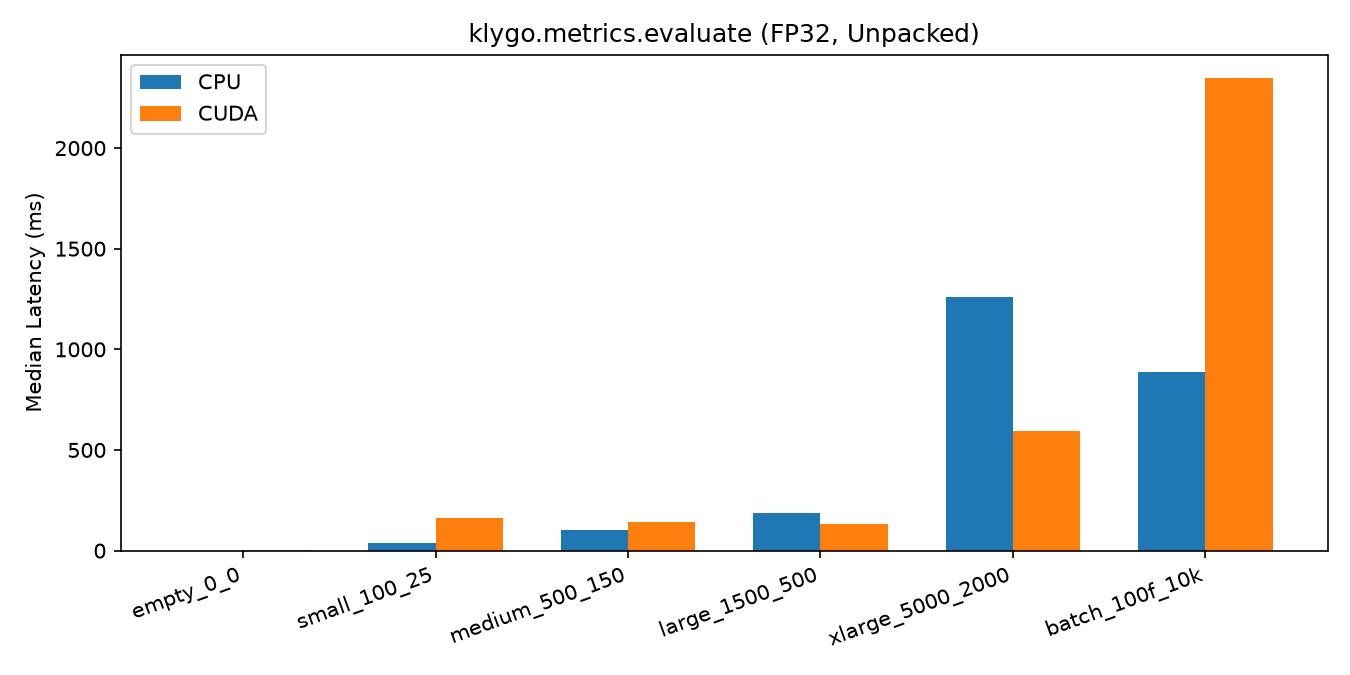 klygo.metrics.evaluate (FP32, Unpacked)
CPU
CUDA
Median Latency (ms)
2000
1500
1000
500
0
empty_0_0
small_100_25
medium_500_150
large_1500_500
xlarge_5000_2000
batch_100f_10k